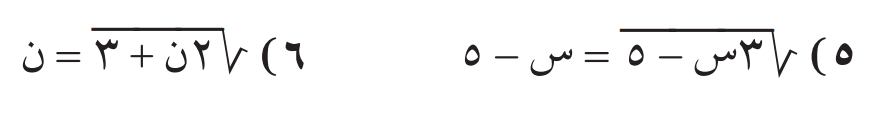 ٥) √٣س − ٥ = س − ٥
٦) √٢ن + ٣ = ن